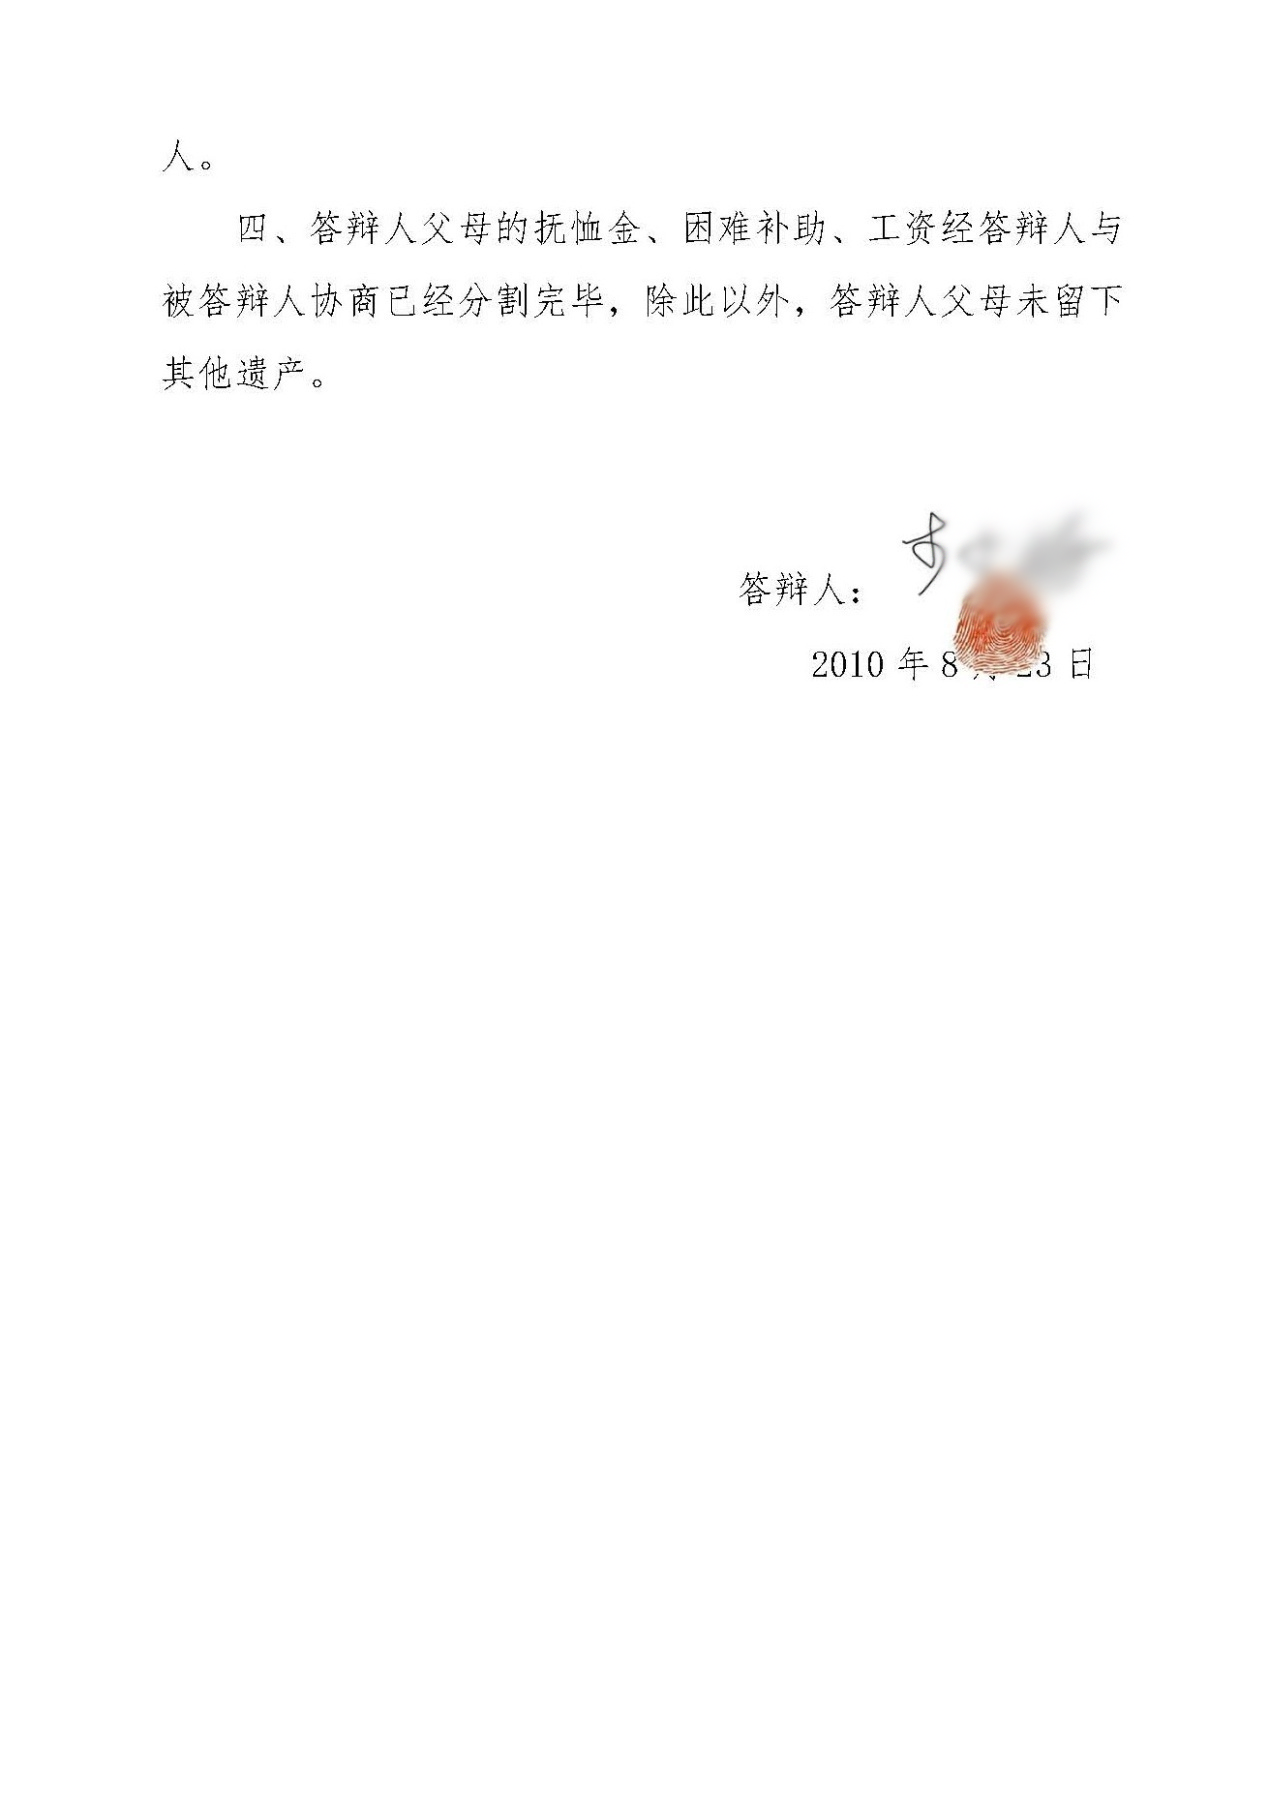 人。
四、答辩人父母的抚恤金、困难补助、工资经答辩人与
被答辩人协商已经分割完毕，除此以外，答辩人父母未留下
其他遗产。
答辩人：
2010 年 8 月 23 日